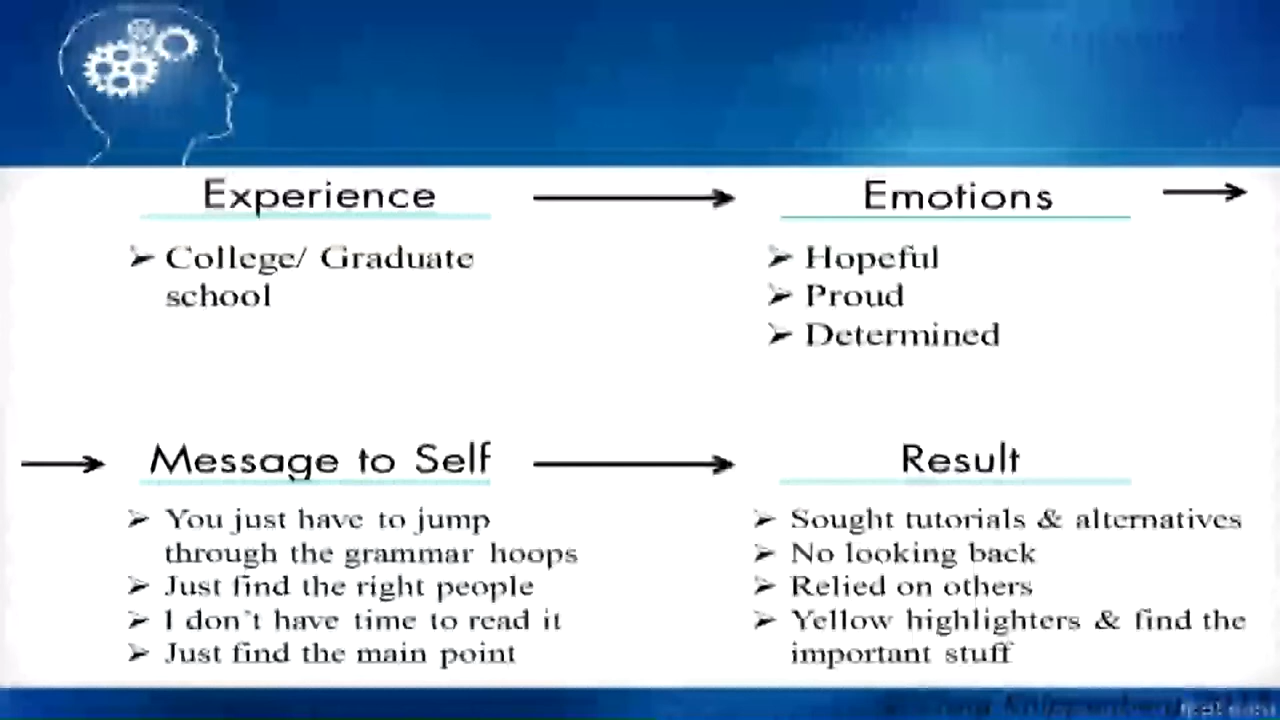 Experience
Emotions
➢ College/ Graduate
school
➢ Hopeful
➢ Proud
➢ Determined
Message to Self
Result
➢ You just have to jump
through the grammar hoops
➢ Just find the right people
➢ I don't have time to read it
➢ Just find the main point
➢ Sought tutorials & alternatives
➢ No looking back
➢ Relied on others
➢ Yellow highlighters & find the
important stuff